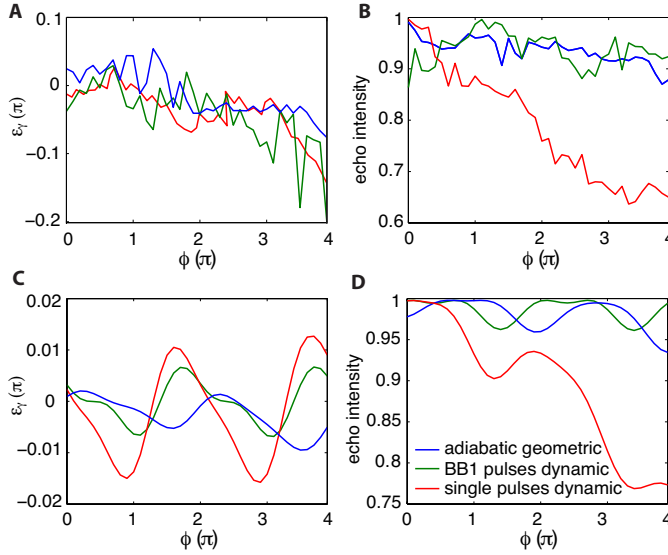 A
0.1
0
−0.1
−0.2
ε_γ (π)
0 1 2 3 4
ϕ (π)
B
1
0.9
0.8
0.7
0.6
echo intensity
0 1 2 3 4
ϕ (π)
C
0.02
0.01
0
−0.01
−0.02
ε_γ (π)
0 1 2 3 4
ϕ (π)
D
1
0.95
0.9
0.85
0.8
0.75
echo intensity
adiabatic geometric
BB1 pulses dynamic
single pulses dynamic
0 1 2 3 4
ϕ (π)